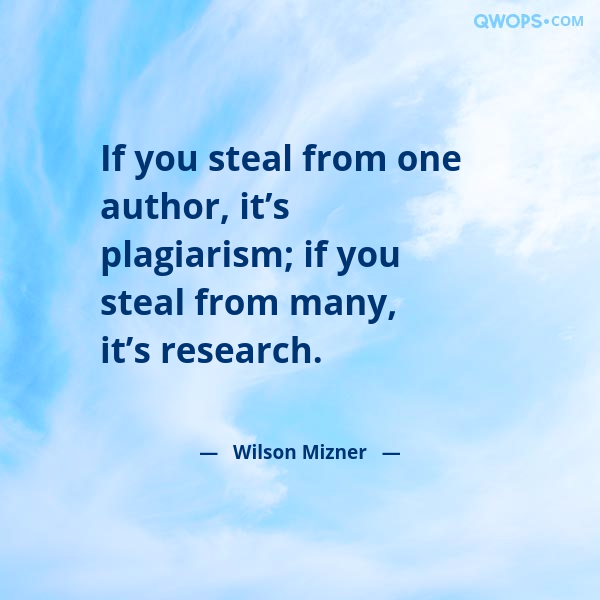 QWOPS•COM
If you steal from one
author, it’s
plagiarism; if you
steal from many,
it’s research.
— Wilson Mizner —